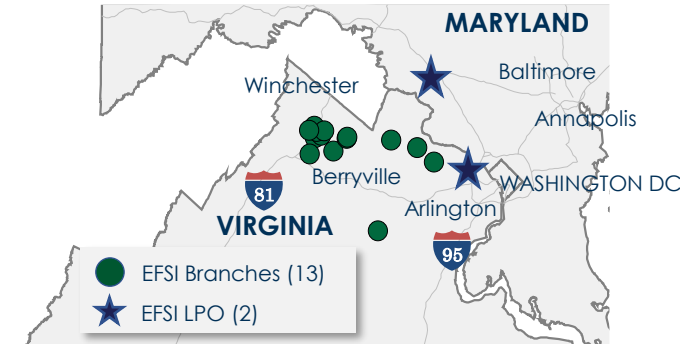 MARYLAND
Baltimore
Winchester
Annapolis
Berryville
WASHINGTON DC
81
Arlington
VIRGINIA
95
EFSI Branches (13)
EFSI LPO (2)